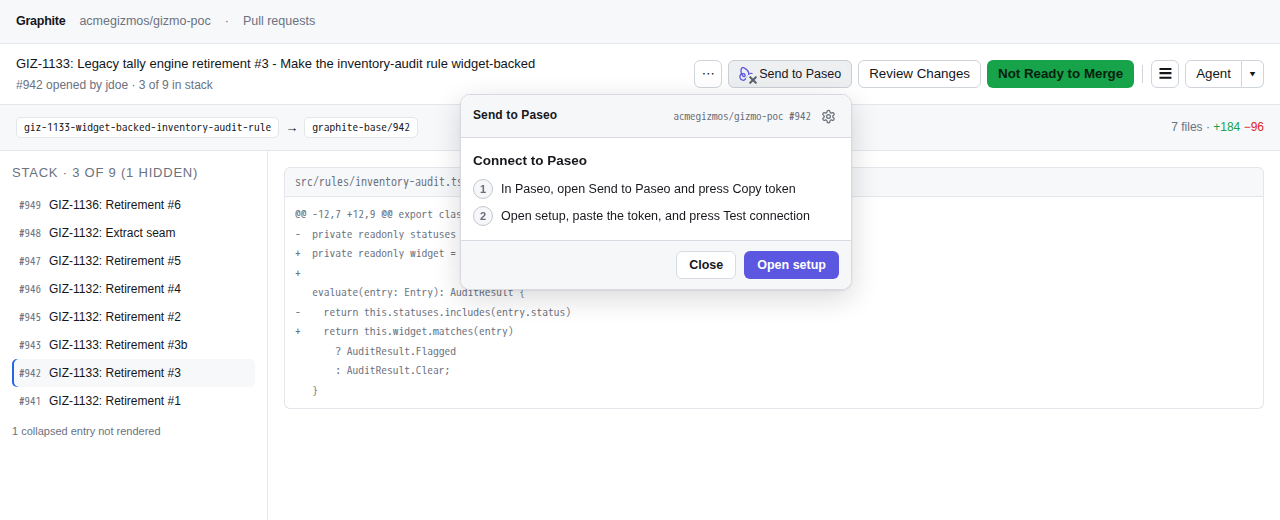 Graphite acmegizmos/gizmo-poc · Pull requests
GIZ-1133: Legacy tally engine retirement #3 - Make the inventory-audit rule widget-backed
#942 opened by jdoe · 3 of 9 in stack
··· Send to Paseo Review Changes Not Ready to Merge Agent
giz-1133-widget-backed-inventory-audit-rule → graphite-base/942
7 files · +184 −96
Send to Paseo acmegizmos/gizmo-poc #942
Connect to Paseo
1 In Paseo, open Send to Paseo and press Copy token
2 Open setup, paste the token, and press Test connection
Close Open setup
STACK · 3 OF 9 (1 HIDDEN)
#949 GIZ-1136: Retirement #6
#948 GIZ-1132: Extract seam
#947 GIZ-1132: Retirement #5
#946 GIZ-1132: Retirement #4
#945 GIZ-1132: Retirement #2
#943 GIZ-1133: Retirement #3b
#942 GIZ-1133: Retirement #3
#941 GIZ-1132: Retirement #1
1 collapsed entry not rendered
src/rules/inventory-audit.ts
@@ -12,7 +12,9 @@ export clas
- private readonly statuses
+ private readonly widget =
+
evaluate(entry: Entry): AuditResult {
- return this.statuses.includes(entry.status)
+ return this.widget.matches(entry)
? AuditResult.Flagged
: AuditResult.Clear;
}